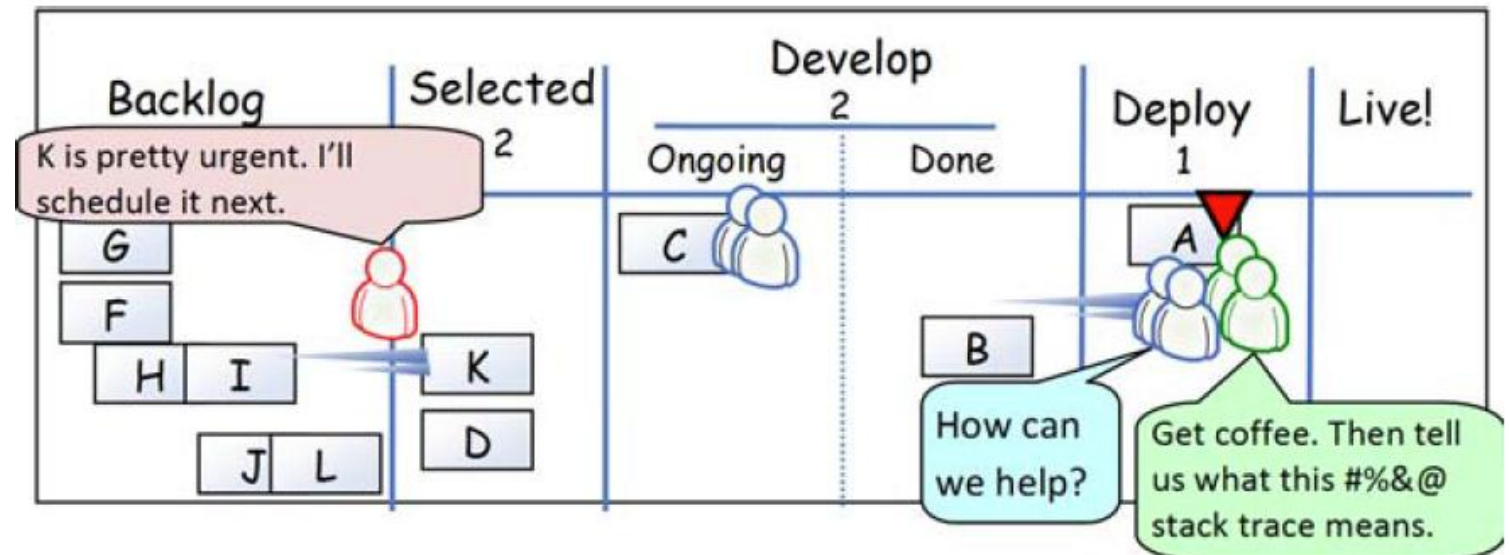 Backlog
Selected
2
Develop
2
Ongoing
Done
Deploy
1
Live!
K is pretty urgent. I'll
schedule it next.
G
F
H I
J L
K
D
C
B
A
How can
we help?
Get coffee. Then tell
us what this #%&@
stack trace means.